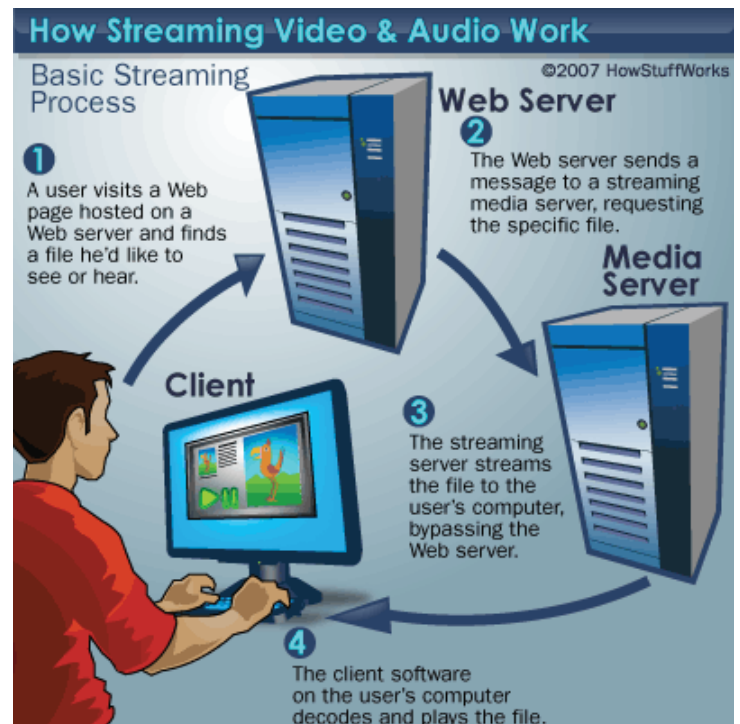 How Streaming Video & Audio Work
Basic Streaming
Process
©2007 HowStuffWorks
Web Server
1
A user visits a Web
page hosted on a
Web server and finds
a file he'd like to
see or hear.
2
The Web server sends a
message to a streaming
media server, requesting
the specific file.
Media
Server
Client
3
The streaming
server streams
the file to the
user's computer,
bypassing the
Web server.
4
The client software
on the user's computer
decodes and plays the file.